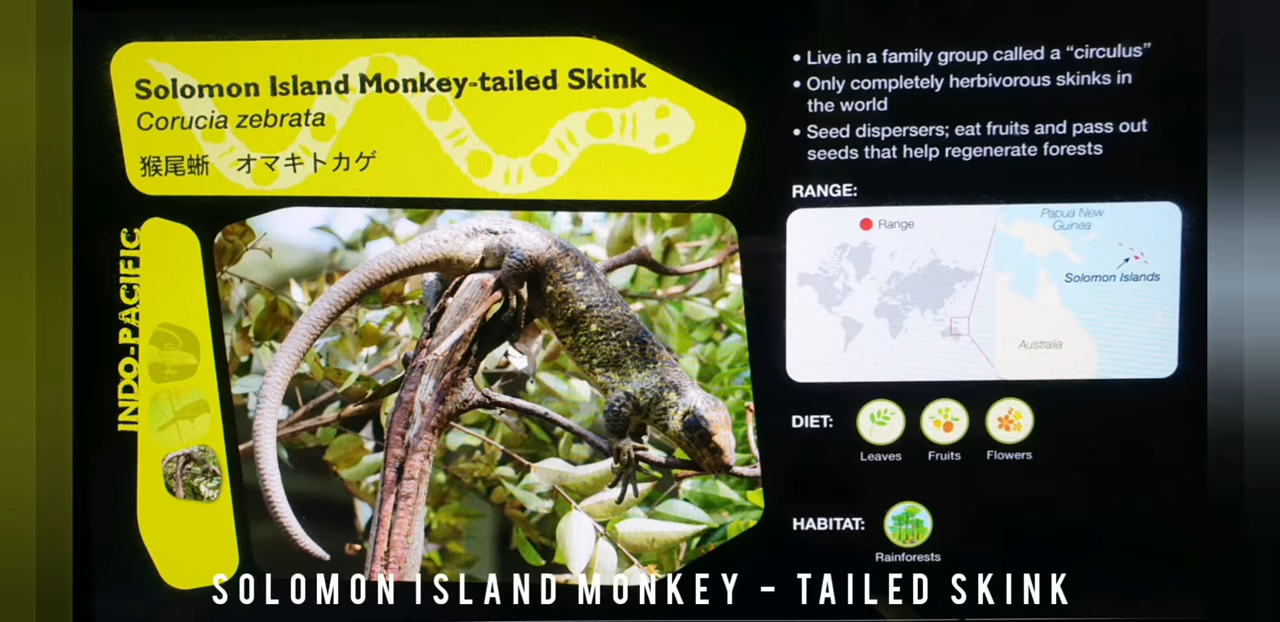 Solomon Island Monkey-tailed Skink
Corucia zebrata
猴尾蜥 オマキトカゲ
INDO-PACIFIC
• Live in a family group called a “circulus”
• Only completely herbivorous skinks in
the world
• Seed dispersers; eat fruits and pass out
seeds that help regenerate forests
RANGE:
Range
Papua New
Guinea
Solomon Islands
Australia
DIET:
Leaves Fruits Flowers
HABITAT:
Rainforests
SOLOMON ISLAND MONKEY - TAILED SKINK